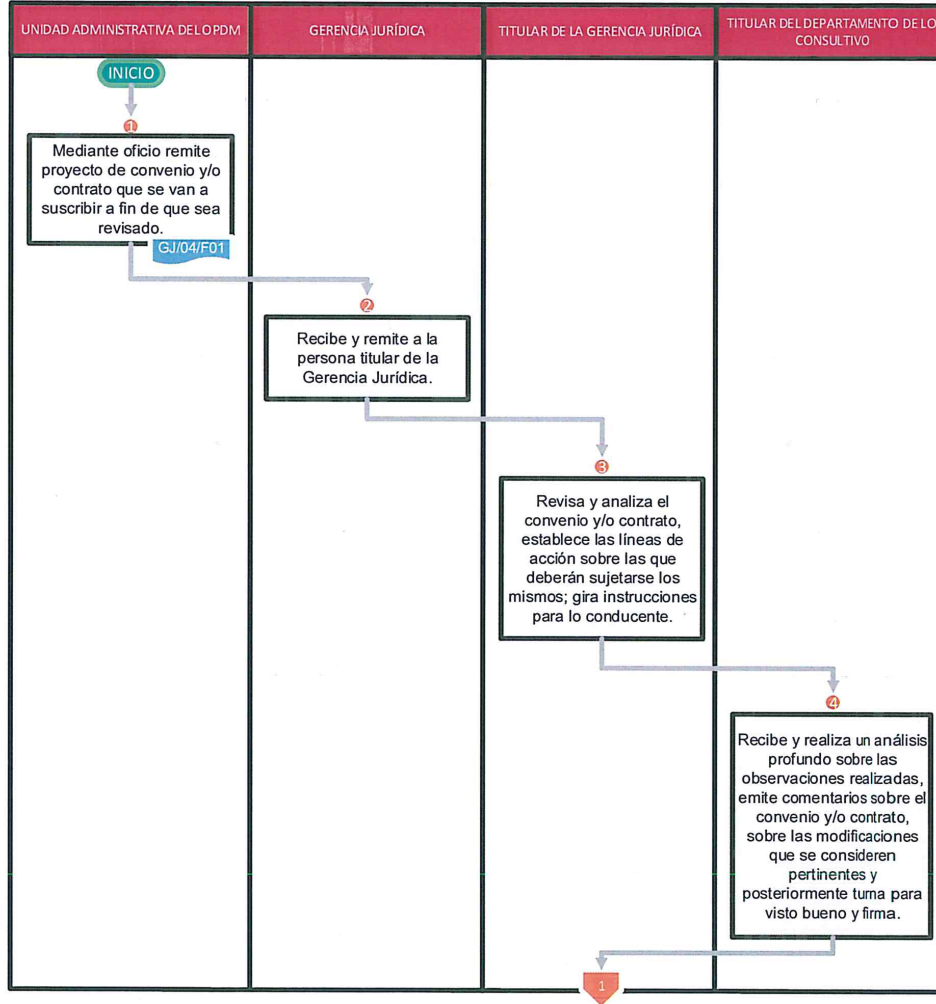 UNIDAD ADMINISTRATIVA DEL OPDM
GERENCIA JURÍDICA
TITULAR DE LA GERENCIA JURÍDICA
TITULAR DEL DEPARTAMENTO DE LO
CONSULTIVO
INICIO
1
Mediante oficio remite
proyecto de convenio y/o
contrato que se van a
suscribir a fin de que sea
revisado.
GJ/04/F01
2
Recibe y remite a la
persona titular de la
Gerencia Jurídica.
3
Revisa y analiza el
convenio y/o contrato,
establece las líneas de
acción sobre las que
deberán sujetarse los
mismos; gira instrucciones
para lo conducente.
4
Recibe y realiza un análisis
profundo sobre las
observaciones realizadas,
emite comentarios sobre el
convenio y/o contrato,
sobre las modificaciones
que se consideren
pertinentes y
posteriormente turna para
visto bueno y firma.
1